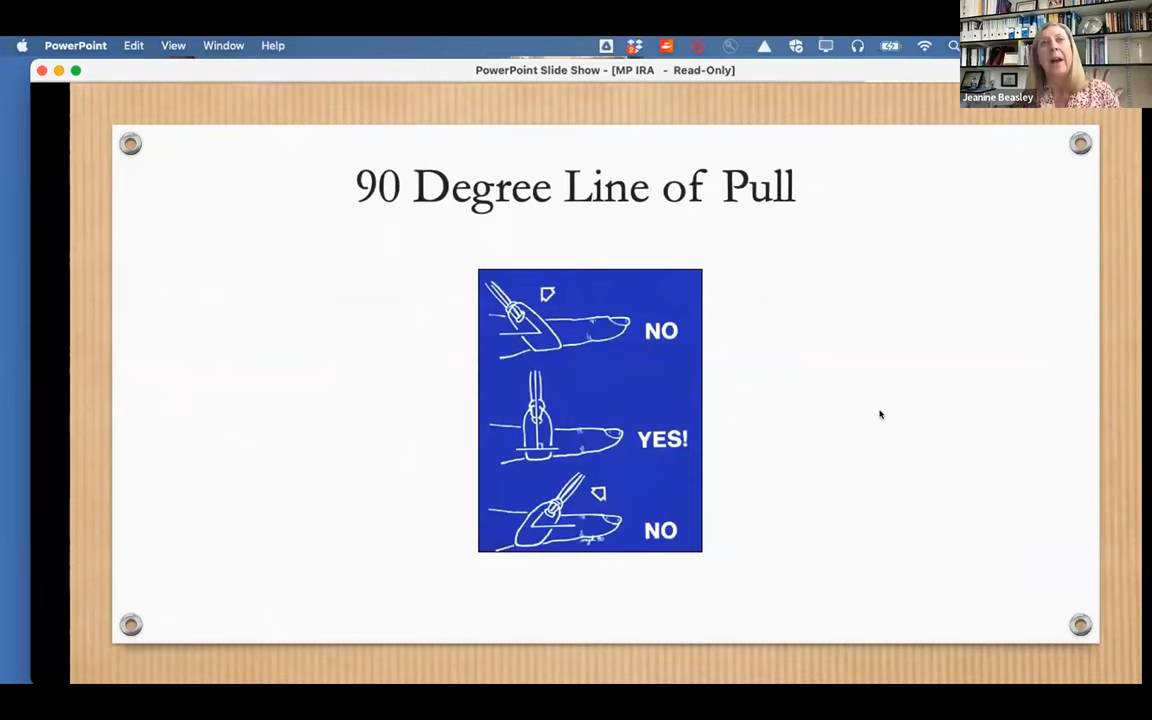 PowerPoint Edit View Window Help
PowerPoint Slide Show - [MP IRA - Read-Only]
Jeanine Beasley
90 Degree Line of Pull
NO
YES!
NO